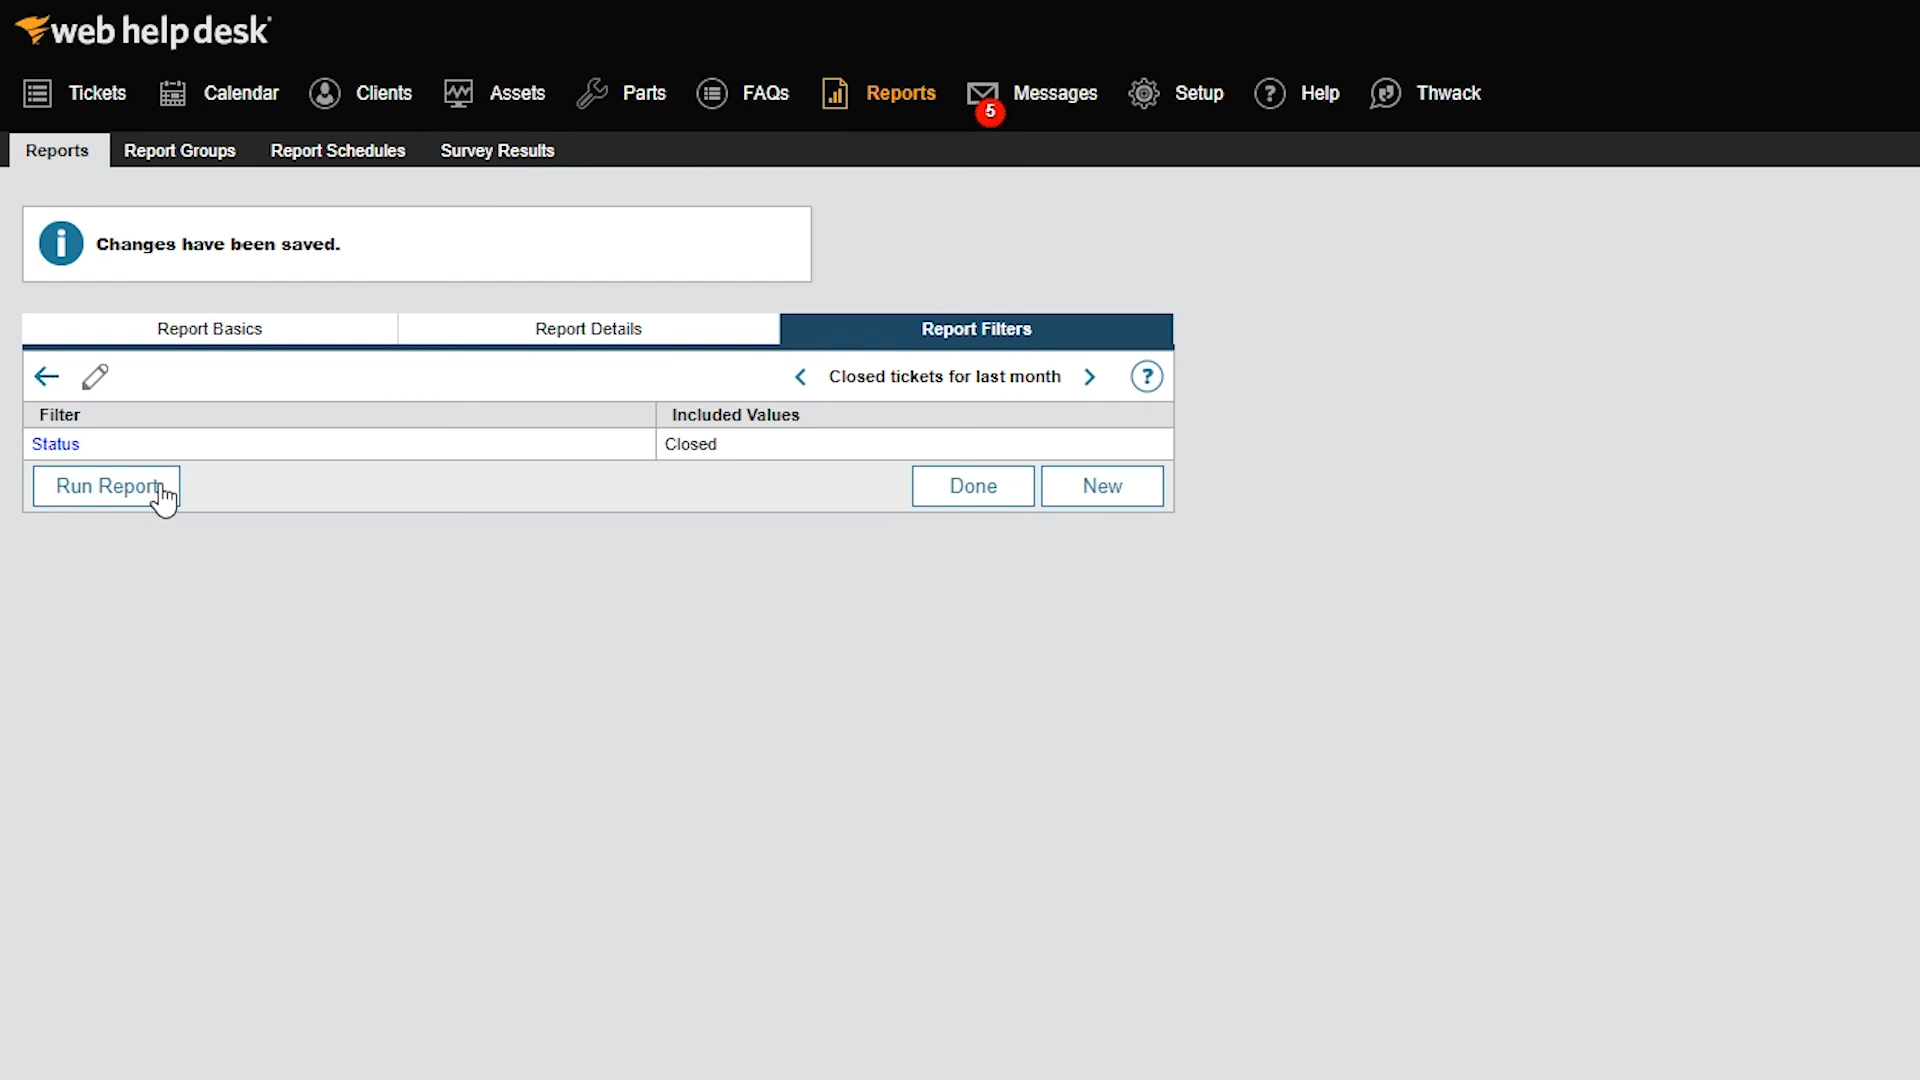 web help desk
Tickets Calendar Clients Assets Parts FAQs Reports Messages 5 Setup ? Help Thwack
Reports Report Groups Report Schedules Survey Results
i Changes have been saved.
Report Basics Report Details Report Filters
Closed tickets for last month ?
Filter Included Values
Status Closed
Run Report Done New